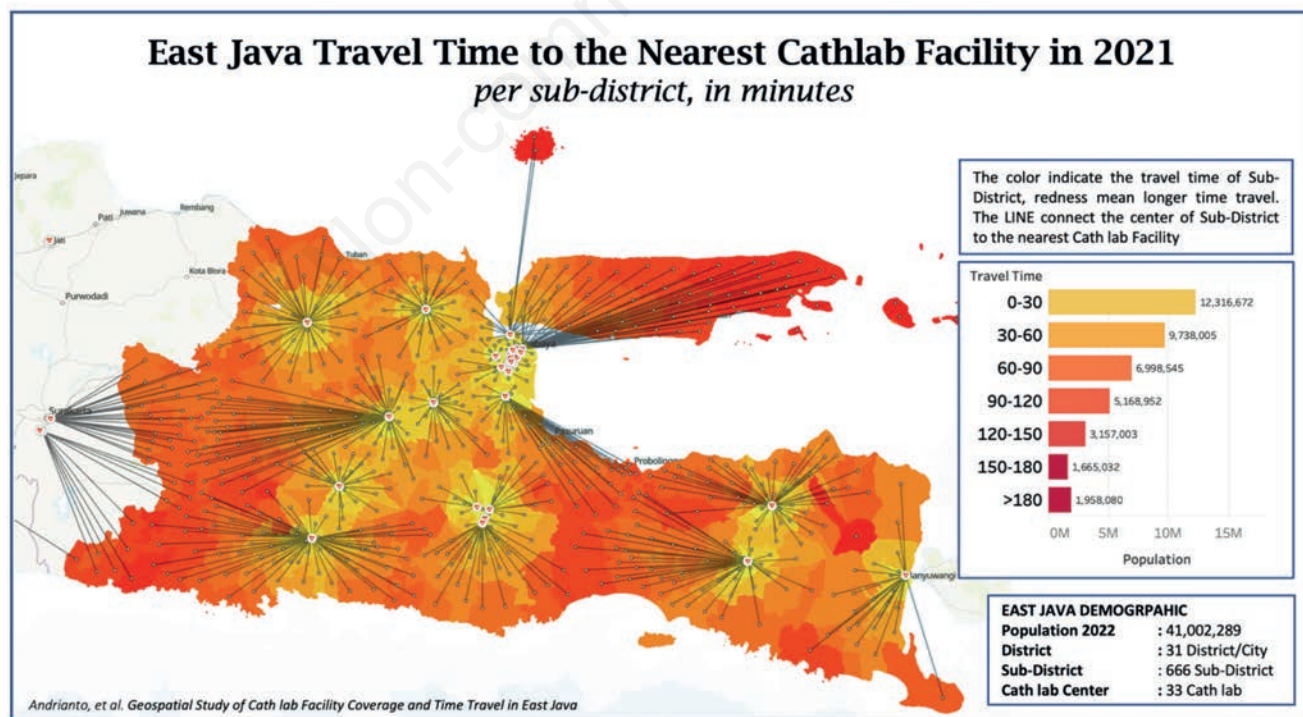 East Java Travel Time to the Nearest Cathlab Facility in 2021
per sub-district, in minutes
The color indicate the travel time of Sub-
District, redness mean longer time travel.
The LINE connect the center of Sub-District
to the nearest Cath lab Facility
Jepara
Pati
Juwana
Rembang
Jati
Kota Blora
Tuban
Purwodadi
Surakarta
Probolinggo
Travel Time
0-30 12,316,672
30-60 9,738,005
60-90 6,998,545
90-120 5,168,952
120-150 3,157,003
150-180 1,665,032
>180 1,958,080
0M 5M 10M 15M
Population
EAST JAVA DEMOGRPAHIC
Population 2022 : 41,002,289
District : 31 District/City
Sub-District : 666 Sub-District
Cath lab Center : 33 Cath lab
Andrianto, et al. Geospatial Study of Cath lab Facility Coverage and Time Travel in East Java